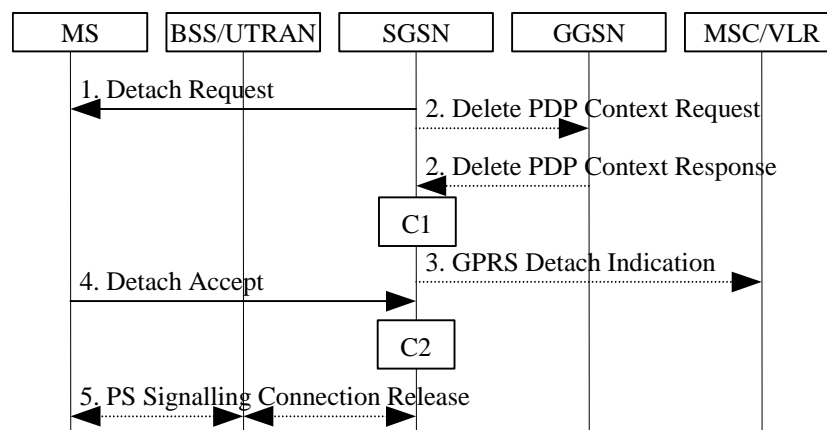 MS
BSS/UTRAN
SGSN
GGSN
MSC/VLR
1. Detach Request
2. Delete PDP Context Request
2. Delete PDP Context Response
C1
3. GPRS Detach Indication
4. Detach Accept
C2
5. PS Signalling Connection Release